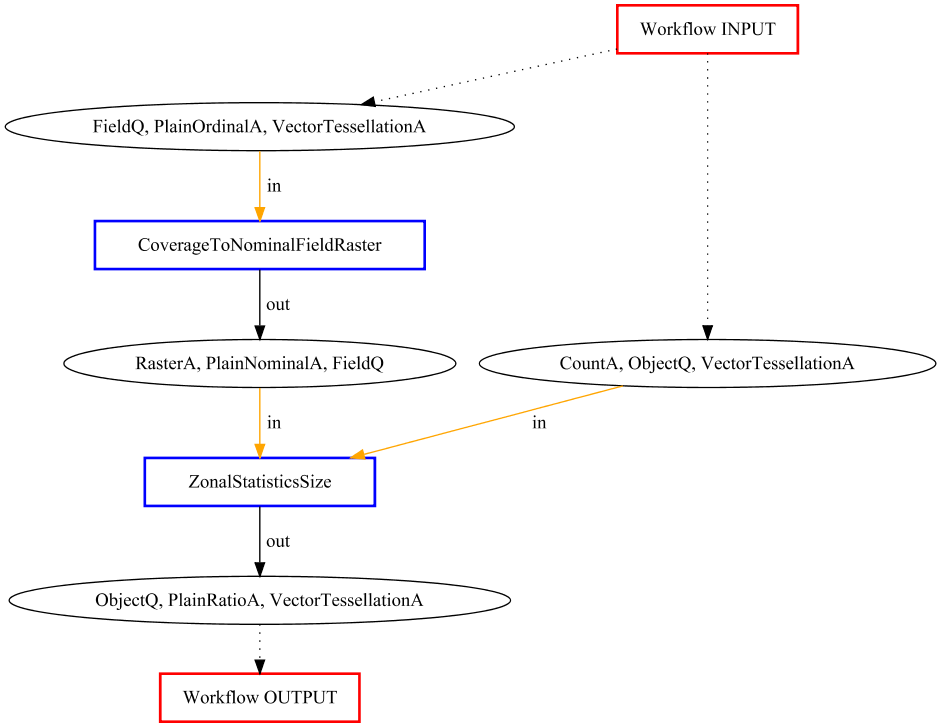 Workflow INPUT
FieldQ, PlainOrdinalA, VectorTessellationA
in
CoverageToNominalFieldRaster
out
RasterA, PlainNominalA, FieldQ
CountA, ObjectQ, VectorTessellationA
in
in
ZonalStatisticsSize
out
ObjectQ, PlainRatioA, VectorTessellationA
Workflow OUTPUT